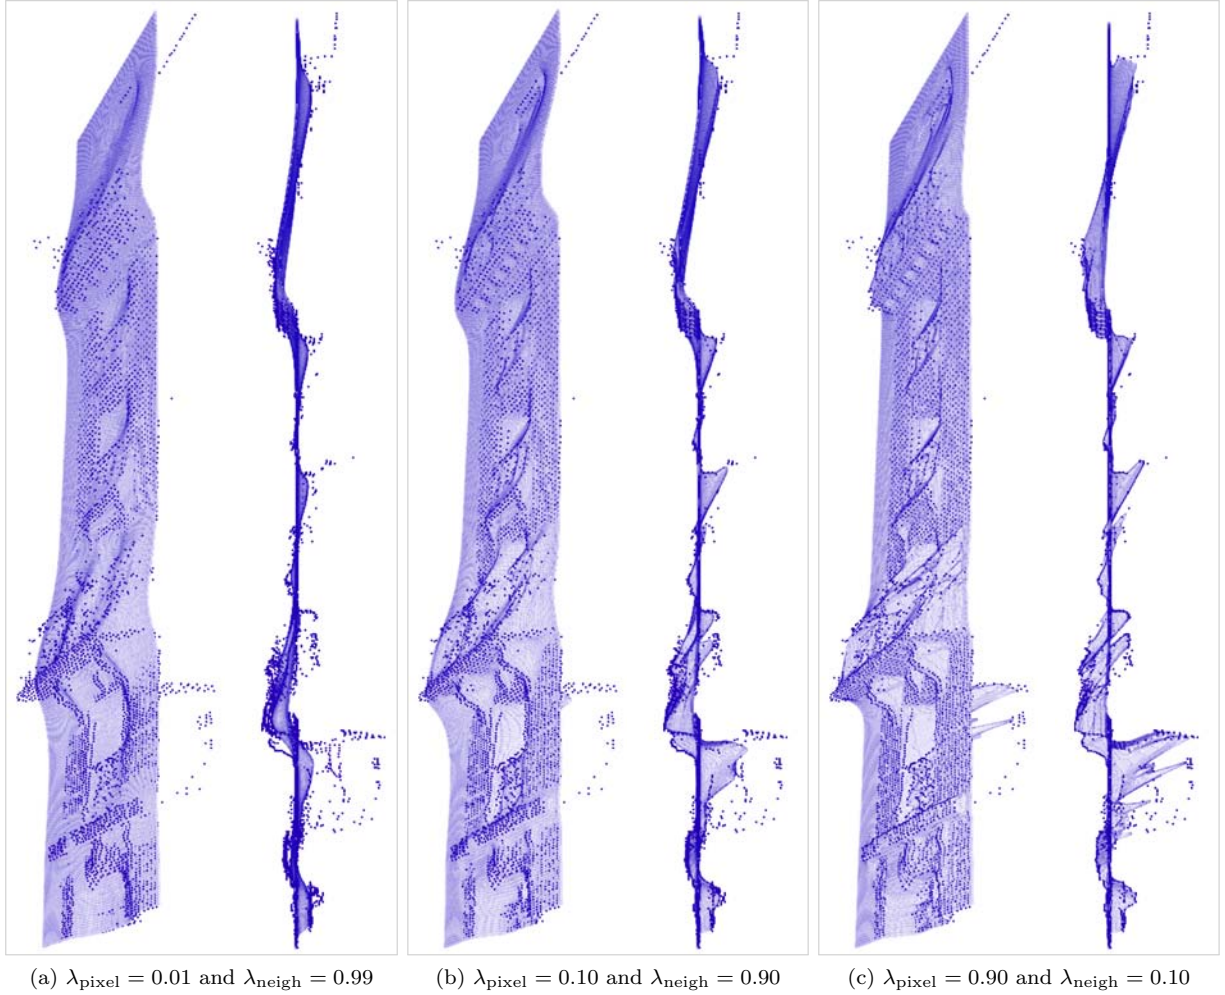 (a) λpixel = 0.01 and λneigh = 0.99
(b) λpixel = 0.10 and λneigh = 0.90
(c) λpixel = 0.90 and λneigh = 0.10